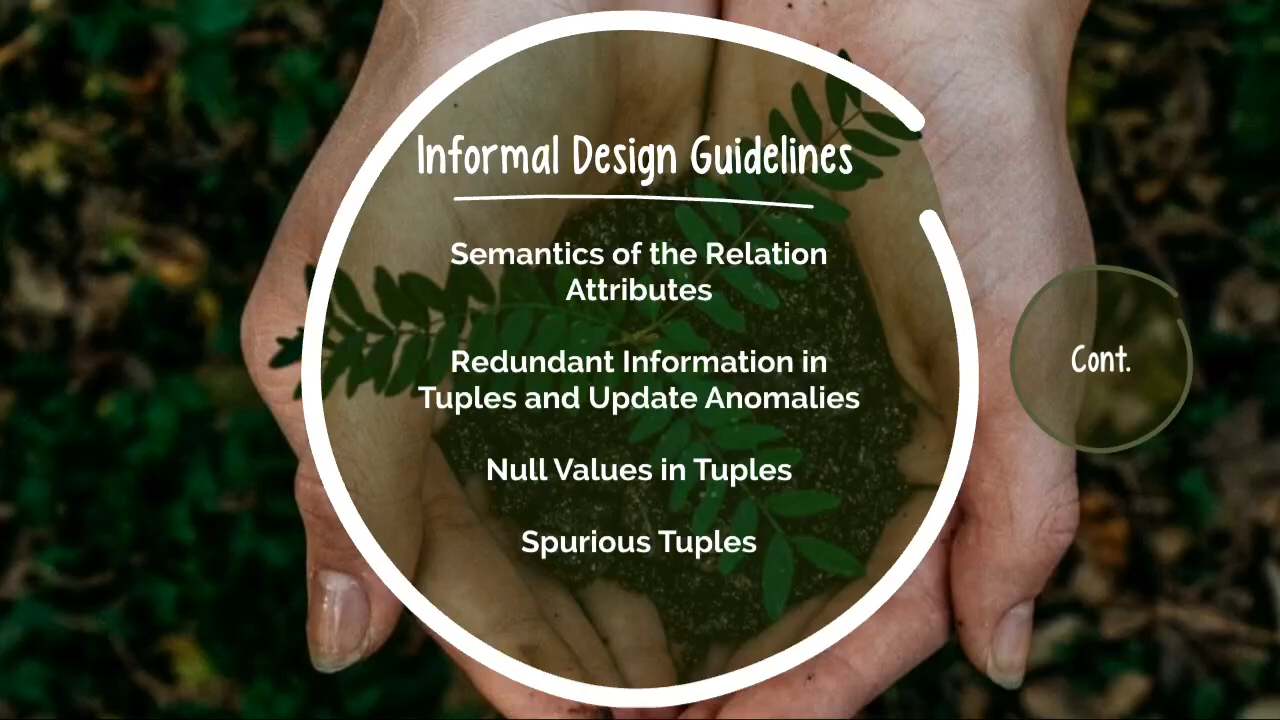 Informal Design Guidelines
Semantics of the Relation
Attributes
Redundant Information in
Tuples and Update Anomalies
Null Values in Tuples
Spurious Tuples
Cont.